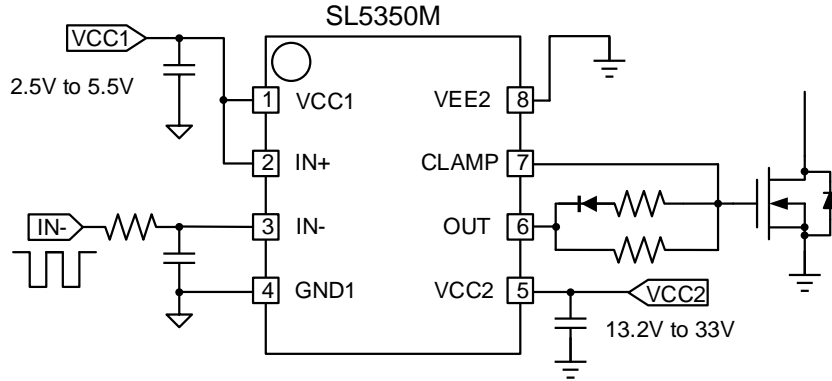 SL5350M
VCC1
2.5V to 5.5V
1 VCC1
2 IN+
IN-
3 IN-
4 GND1
VEE2 8
CLAMP 7
OUT 6
VCC2 5
VCC2
13.2V to 33V